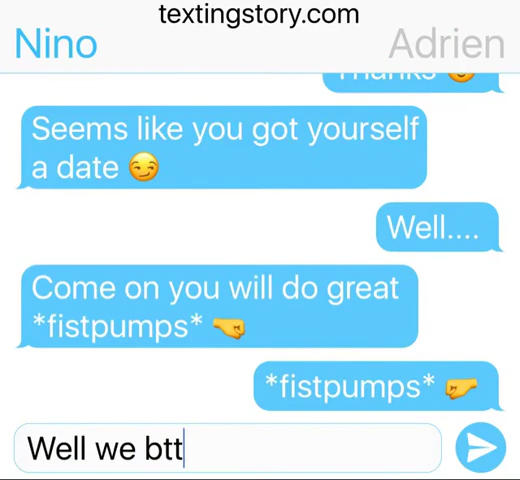 textingstory.com
Nino
Adrien
Thanks 😏
Seems like you got yourself
a date 😏
Well....
Come on you will do great
*fistpumps* 🤜
*fistpumps* 🤛
Well we btt